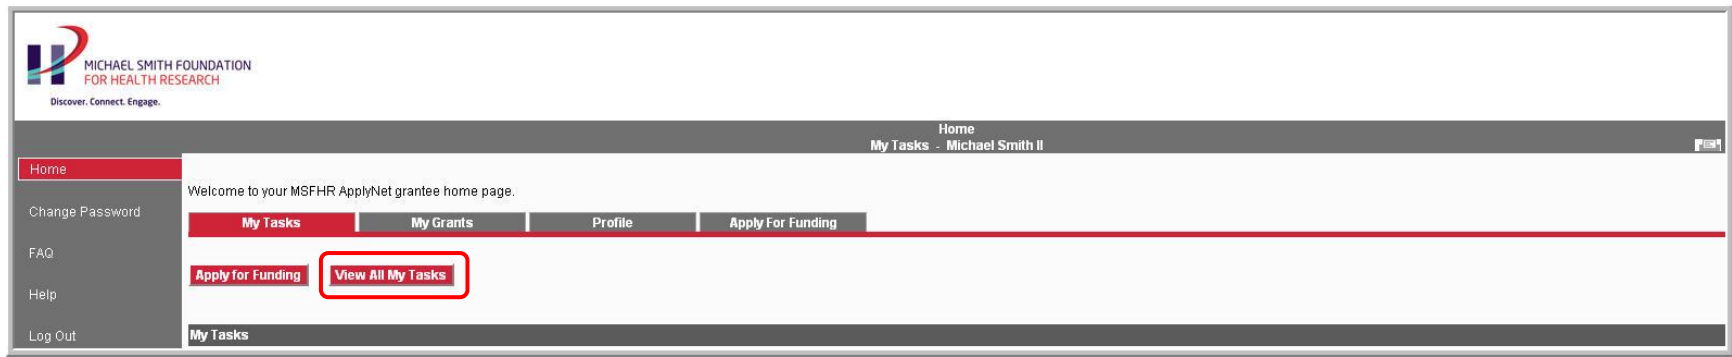 MICHAEL SMITH FOUNDATION
FOR HEALTH RESEARCH
Discover. Connect. Engage.
Home
My Tasks - Michael Smith II
Home
Change Password
FAQ
Help
Log Out
Welcome to your MSFHR ApplyNet grantee home page.
My Tasks My Grants Profile Apply For Funding
Apply for Funding View All My Tasks
My Tasks